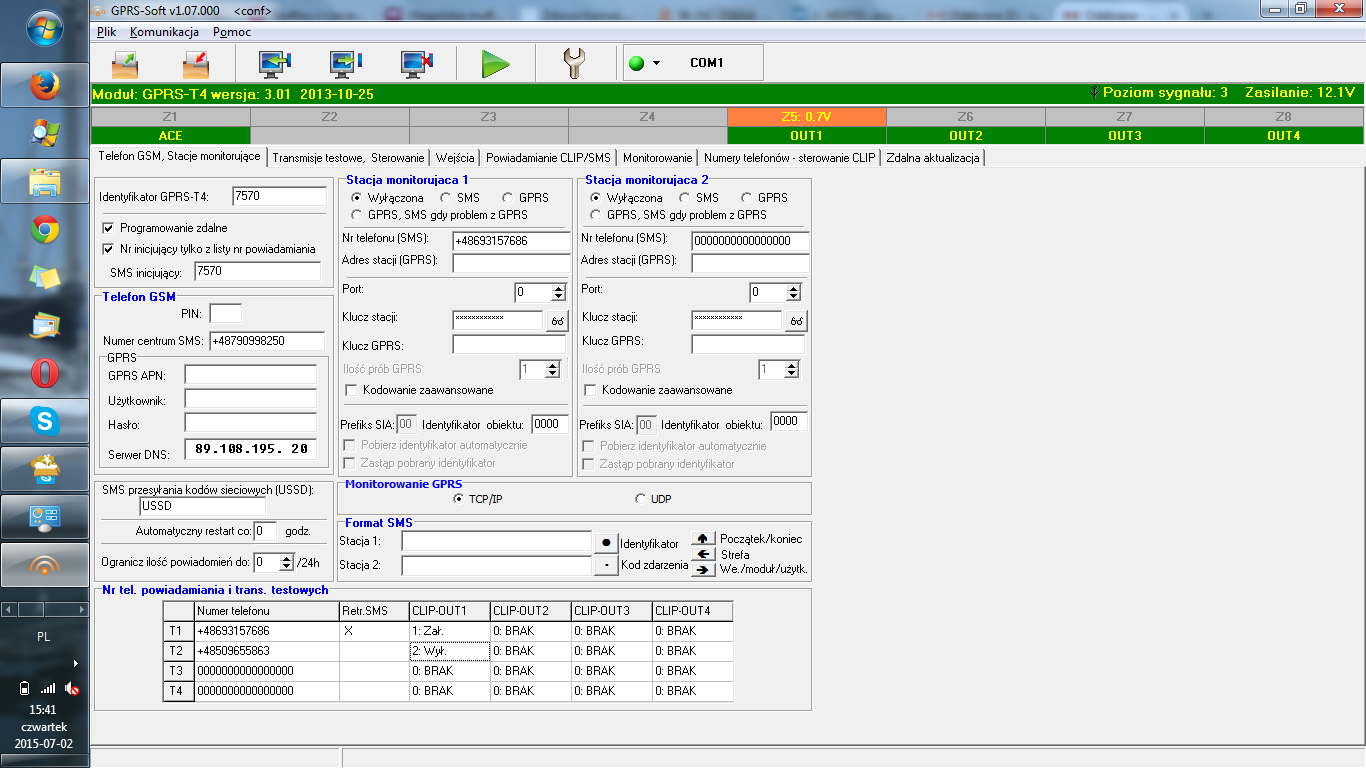 GPRS-Soft v1.07.000 <conf>
Plik Komunikacja Pomoc
COM1
Moduł: GPRS-T4 wersja: 3.01 2013-10-25 Poziom sygnału: 3 Zasilanie: 12.1V
Z1 Z2 Z3 Z4 Z5: 0.7V Z6 Z7 Z8
ACE OUT1 OUT2 OUT3 OUT4
Telefon GSM, Stacje monitorujące Transmisje testowe, Sterowanie Wejścia Powiadamianie CLIP/SMS Monitorowanie Numery telefonów - sterowanie CLIP Zdalna aktualizacja
Identyfikator GPRS-T4: 7570
Programowanie zdalne
Nr inicjujący tylko z listy nr powiadamiania
SMS inicjujący: 7570
Telefon GSM
PIN:
Numer centrum SMS: +48790998250
GPRS
GPRS APN:
Użytkownik:
Hasło:
Serwer DNS: 89.108.195. 20
SMS przesyłania kodów sieciowych (USSD):
USSD
Automatyczny restart co: 0 godz.
Ogranicz ilość powiadomień do: 0 /24h
Stacja monitorujaca 1
Wyłączona SMS GPRS
GPRS, SMS gdy problem z GPRS
Nr telefonu (SMS): +48693157686
Adres stacji (GPRS):
Port: 0
Klucz stacji: ************
Klucz GPRS:
Ilość prób GPRS 1
Kodowanie zaawansowane
Prefiks SIA: 00 Identyfikator obiektu: 0000
Pobierz identyfikator automatycznie
Zastąp pobrany identyfikator
Stacja monitorujaca 2
Wyłączona SMS GPRS
GPRS, SMS gdy problem z GPRS
Nr telefonu (SMS): 0000000000000000
Adres stacji (GPRS):
Port: 0
Klucz stacji: ************
Klucz GPRS:
Ilość prób GPRS 1
Kodowanie zaawansowane
Prefiks SIA: 00 Identyfikator obiektu: 0000
Pobierz identyfikator automatycznie
Zastąp pobrany identyfikator
Monitorowanie GPRS
TCP/IP UDP
Format SMS
Stacja 1: Identyfikator Początek/koniec
Strefa
Stacja 2: Kod zdarzenia We./moduł/użytk.
Nr tel. powiadamiania i trans. testowych
Numer telefonu Retr.SMS CLIP-OUT1 CLIP-OUT2 CLIP-OUT3 CLIP-OUT4
T1 +48693157686 X 1: Zał. 0: BRAK 0: BRAK 0: BRAK
T2 +48509655863 2: Wył. 0: BRAK 0: BRAK 0: BRAK
T3 0000000000000000 0: BRAK 0: BRAK 0: BRAK 0: BRAK
T4 0000000000000000 0: BRAK 0: BRAK 0: BRAK 0: BRAK
PL
15:41
czwartek
2015-07-02